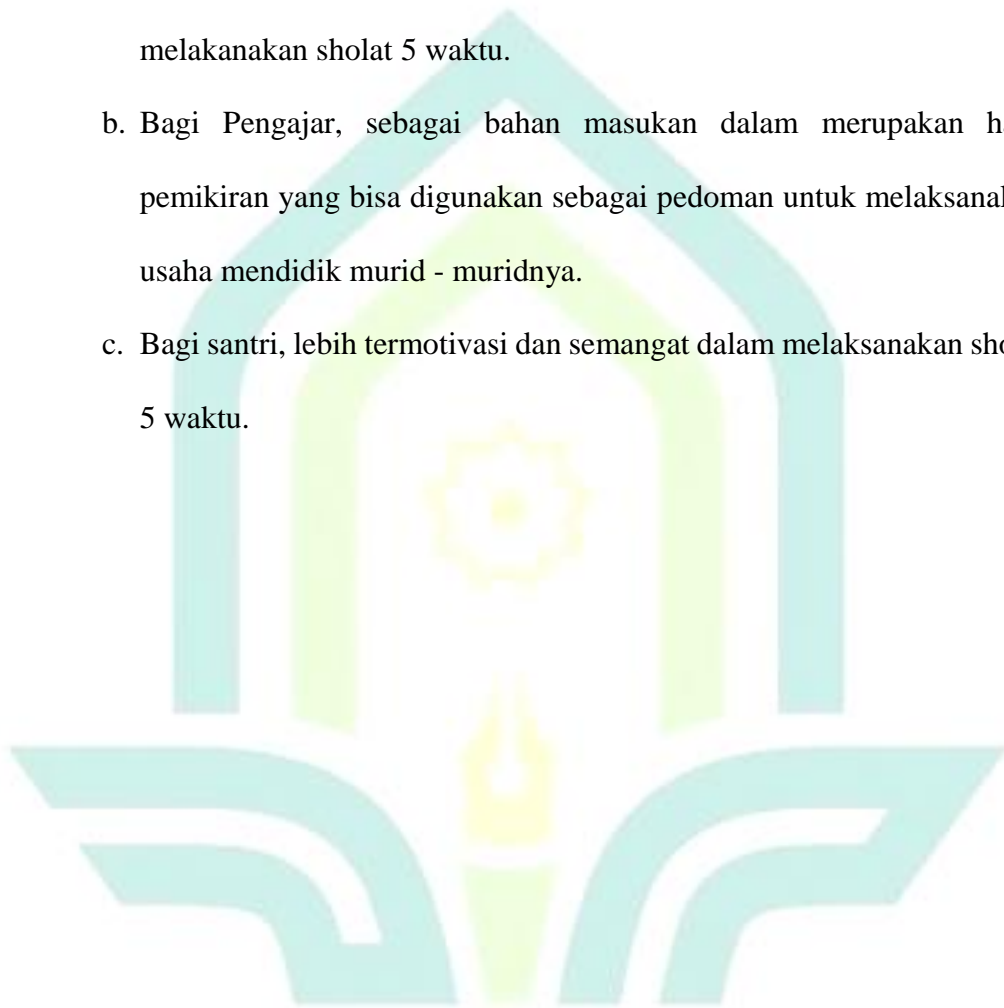 melakanakan sholat 5 waktu.
b. Bagi Pengajar, sebagai bahan masukan dalam merupakan
pemikiran yang bisa digunakan sebagai pedoman untuk
usaha mendidik murid - muridnya.
c. Bagi santri, lebih termotivasi dan semangat dalam melaksanakan
5 waktu.